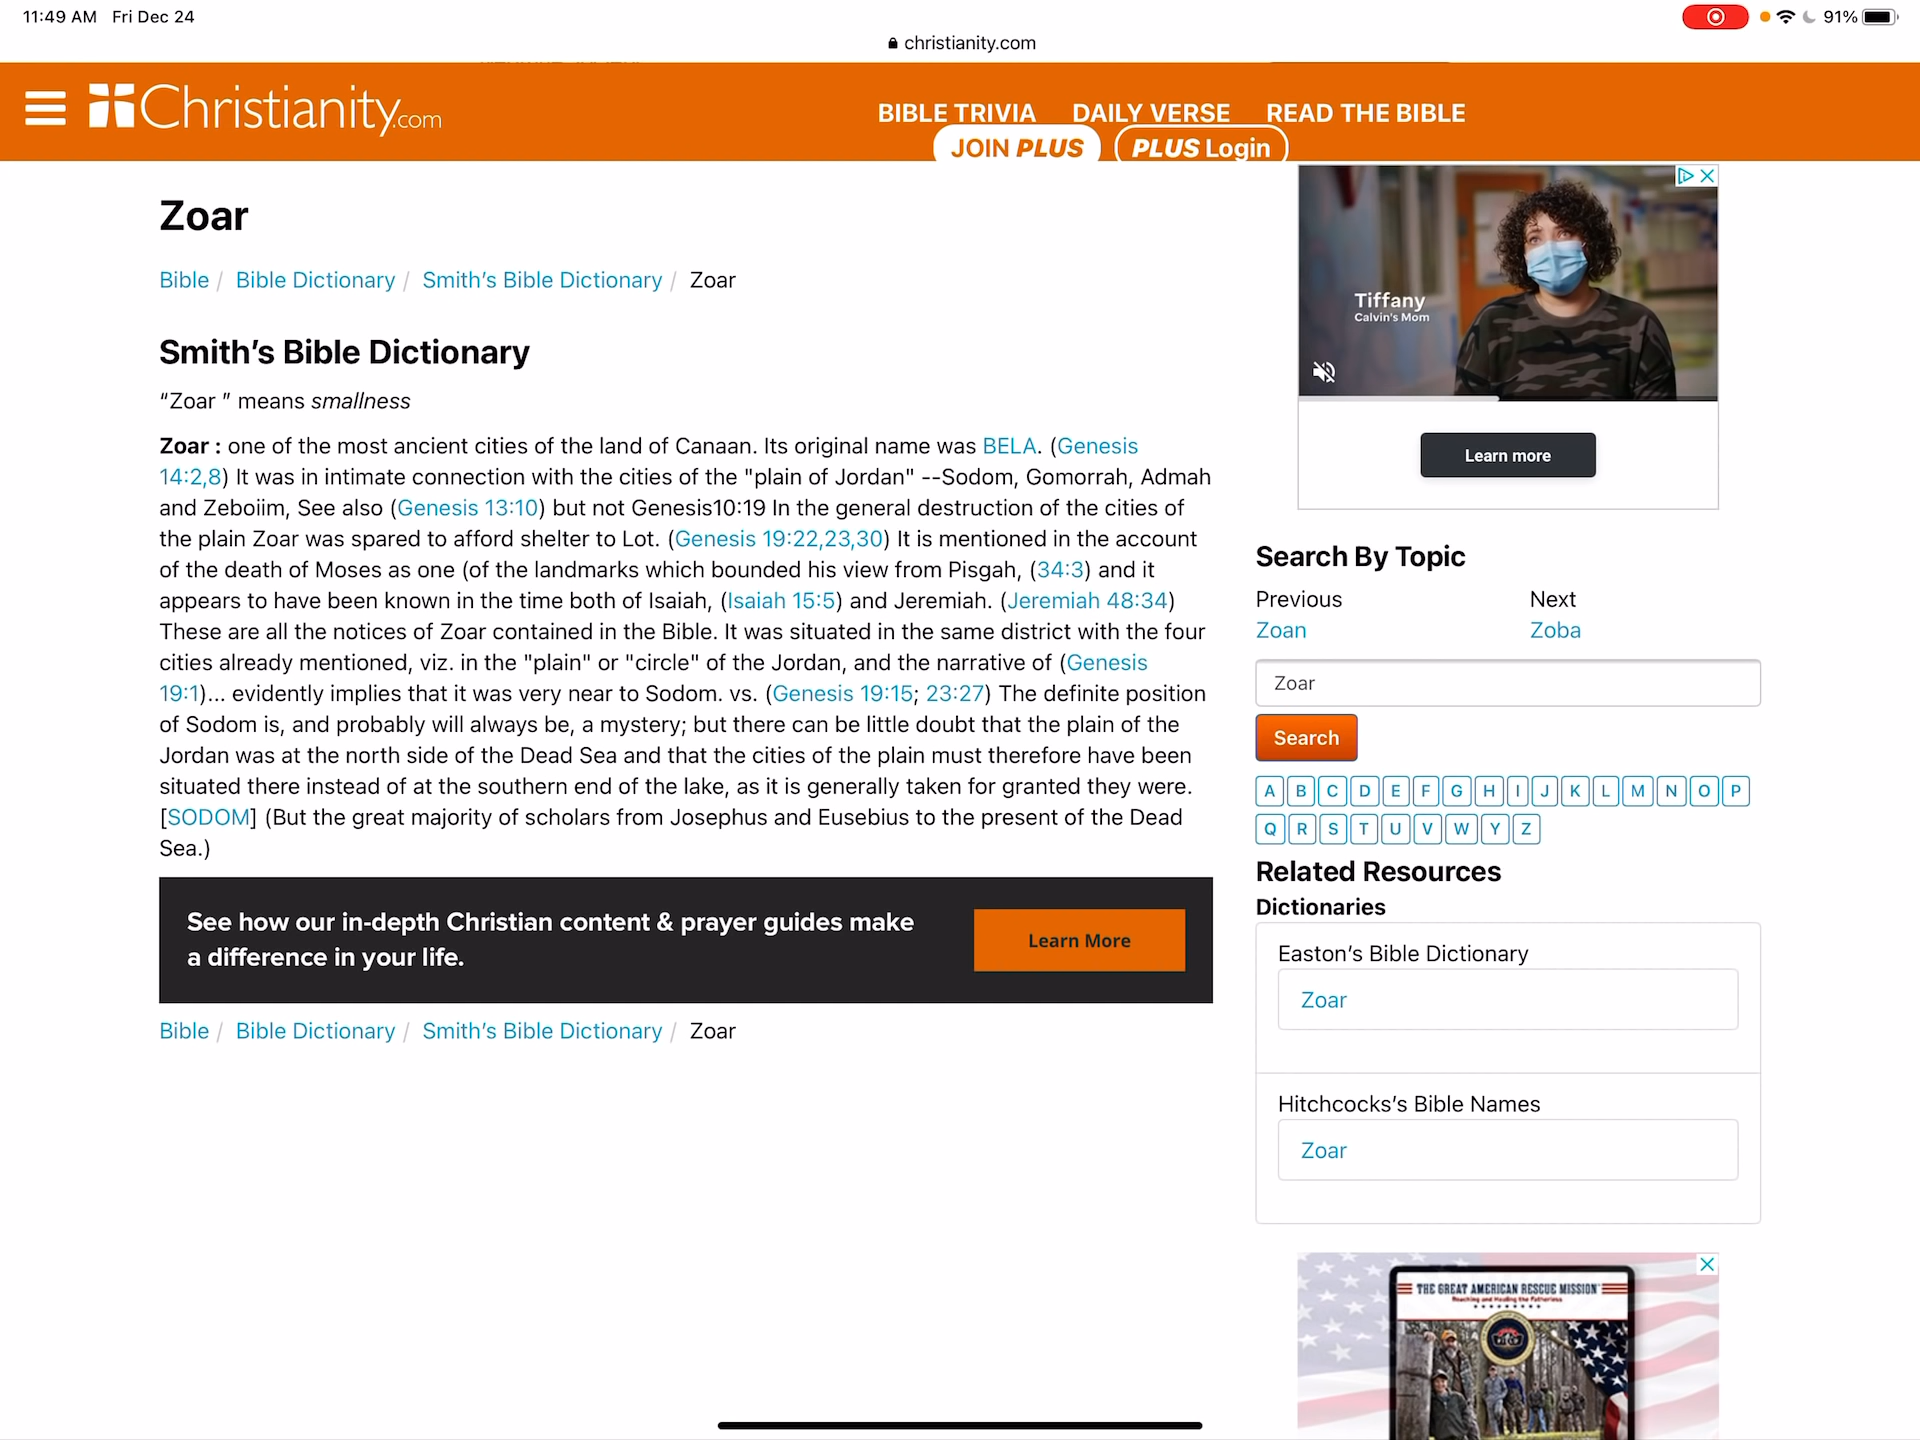 11:49 AM Fri Dec 24
91%
christianity.com
Christianity.com
BIBLE TRIVIA DAILY VERSE READ THE BIBLE
JOIN PLUS PLUS Login
Zoar
Bible / Bible Dictionary / Smith's Bible Dictionary / Zoar
Smith's Bible Dictionary
"Zoar " means smallness
Zoar : one of the most ancient cities of the land of Canaan. Its original name was BELA. (Genesis
14:2,8) It was in intimate connection with the cities of the "plain of Jordan" --Sodom, Gomorrah, Admah
and Zeboiim, See also (Genesis 13:10) but not Genesis10:19 In the general destruction of the cities of
the plain Zoar was spared to afford shelter to Lot. (Genesis 19:22,23,30) It is mentioned in the account
of the death of Moses as one (of the landmarks which bounded his view from Pisgah, (34:3) and it
appears to have been known in the time both of Isaiah, (Isaiah 15:5) and Jeremiah. (Jeremiah 48:34)
These are all the notices of Zoar contained in the Bible. It was situated in the same district with the four
cities already mentioned, viz. in the "plain" or "circle" of the Jordan, and the narrative of (Genesis
19:1)... evidently implies that it was very near to Sodom. vs. (Genesis 19:15; 23:27) The definite position
of Sodom is, and probably will always be, a mystery; but there can be little doubt that the plain of the
Jordan was at the north side of the Dead Sea and that the cities of the plain must therefore have been
situated there instead of at the southern end of the lake, as it is generally taken for granted they were.
[SODOM] (But the great majority of scholars from Josephus and Eusebius to the present of the Dead
Sea.)
See how our in-depth Christian content & prayer guides make
a difference in your life.
Learn More
Bible / Bible Dictionary / Smith's Bible Dictionary / Zoar
Tiffany
Calvin's Mom
Learn more
Search By Topic
Previous Next
Zoan Zoba
Zoar
Search
A B C D E F G H I J K L M N O P
Q R S T U V W Y Z
Related Resources
Dictionaries
Easton's Bible Dictionary
Zoar
Hitchcocks's Bible Names
Zoar
THE GREAT AMERICAN RESCUE MISSION
Reaching and Healing the Fatherless